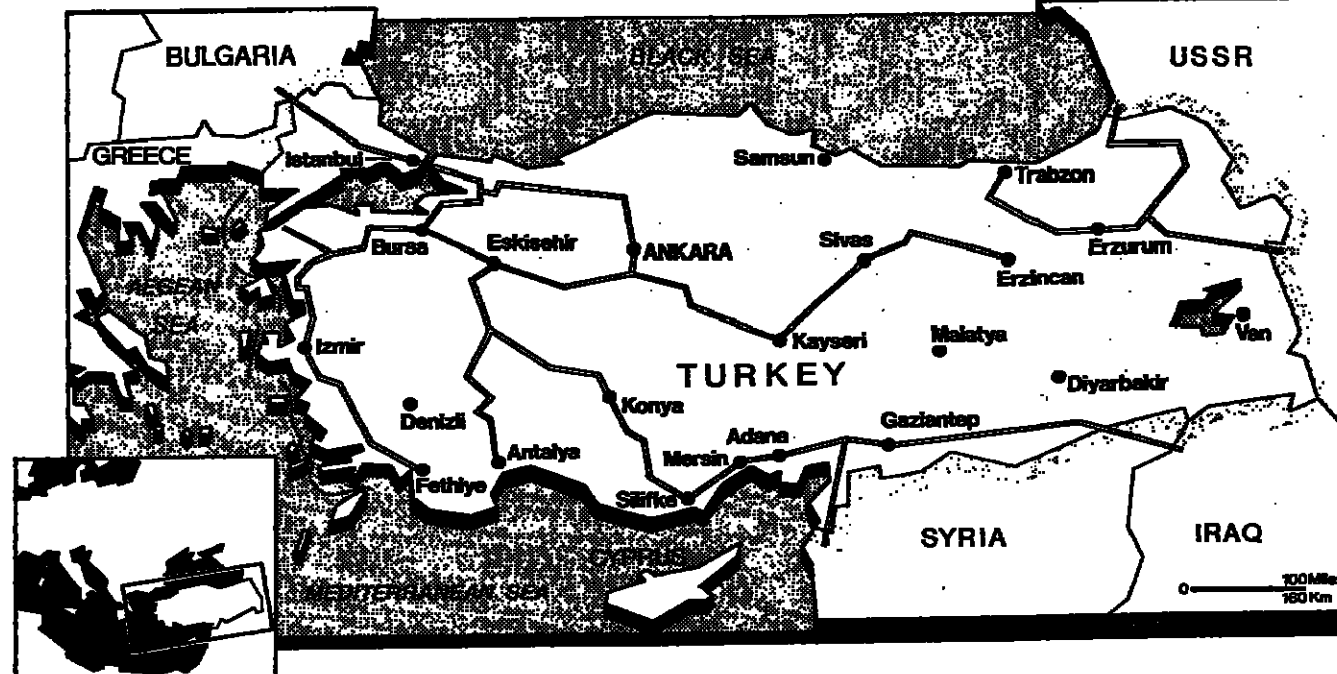 BULGARIA
BLACK SEA
USSR
GREECE
Istanbul
Samsun
Trabzon
Bursa
Eskisehir
ANKARA
Sivas
Erzincan
Erzurum
AEGEAN
SEA
Izmir
Kayseri
Malatya
Van
TURKEY
Diyarbakir
Denizli
Konya
Adana
Gaziantep
Antalya
Mersin
Fethiye
Silifke
SYRIA
IRAQ
CYPRUS
MEDITERRANEAN SEA
0
100 Miles
160 Km